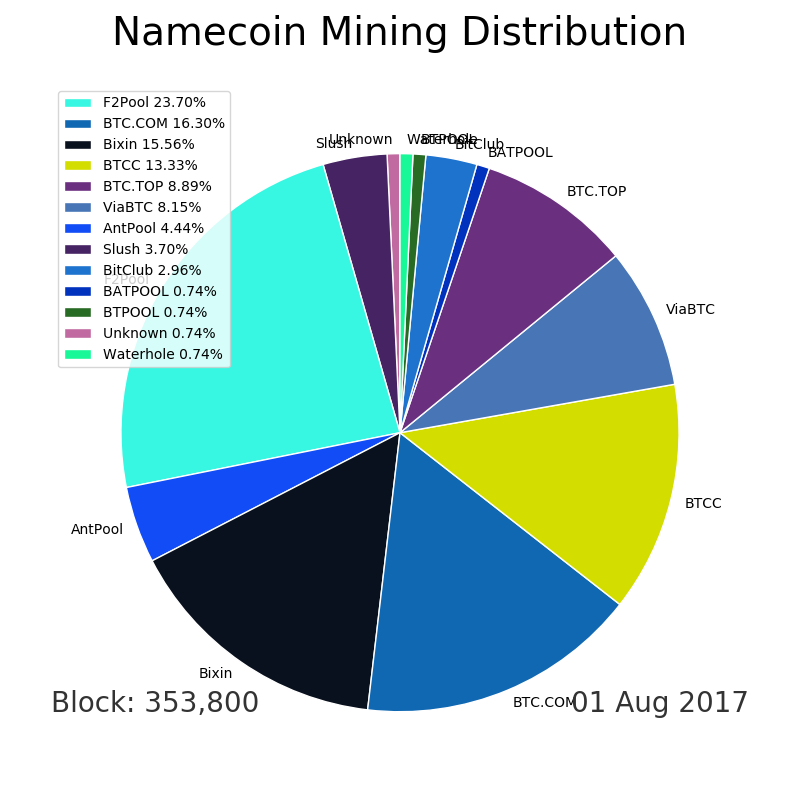 Namecoin Mining Distribution
F2Pool 23.70%
BTC.COM 16.30%
Bixin 15.56%
BTCC 13.33%
BTC.TOP 8.89%
ViaBTC 8.15%
AntPool 4.44%
Slush 3.70%
BitClub 2.96%
BATPOOL 0.74%
BTPOOL 0.74%
Unknown 0.74%
Waterhole 0.74%
Slush
Unknown
Waterhole
BTPOOL
BitClub
BATPOOL
BTC.TOP
F2Pool
ViaBTC
BTCC
AntPool
Bixin
BTC.COM
Block: 353,800
01 Aug 2017